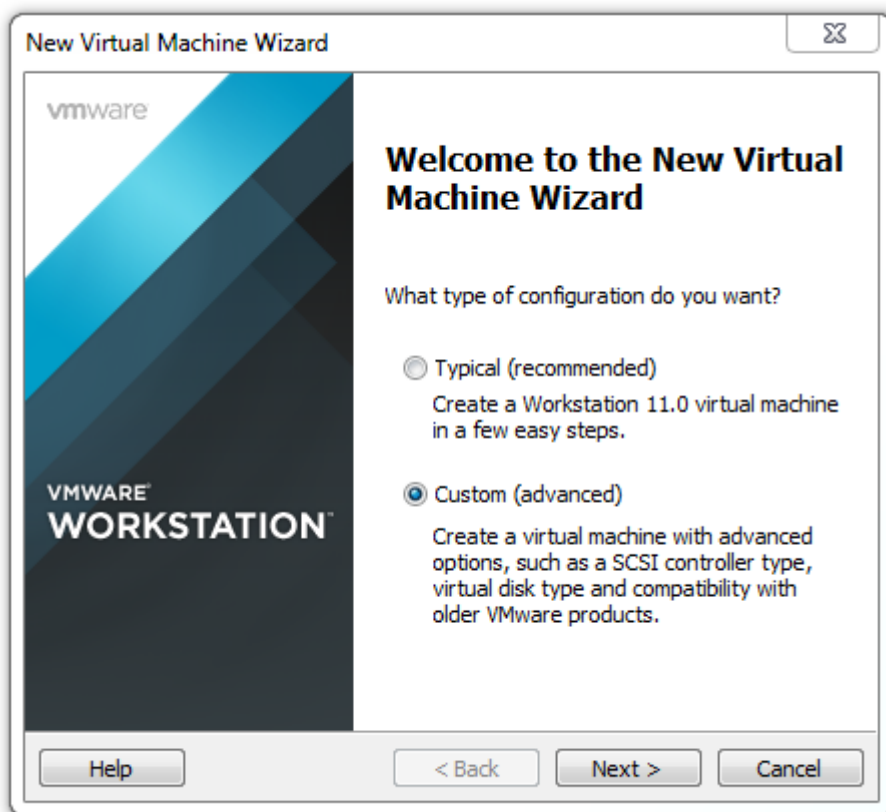 New Virtual Machine Wizard
vmware
Welcome to the New Virtual
Machine Wizard
What type of configuration do you want?
Typical (recommended)
Create a Workstation 11.0 virtual machine
in a few easy steps.
Custom (advanced)
Create a virtual machine with advanced
options, such as a SCSI controller type,
virtual disk type and compatibility with
older VMware products.
VMWARE®
WORKSTATION™
Help
< Back
Next >
Cancel